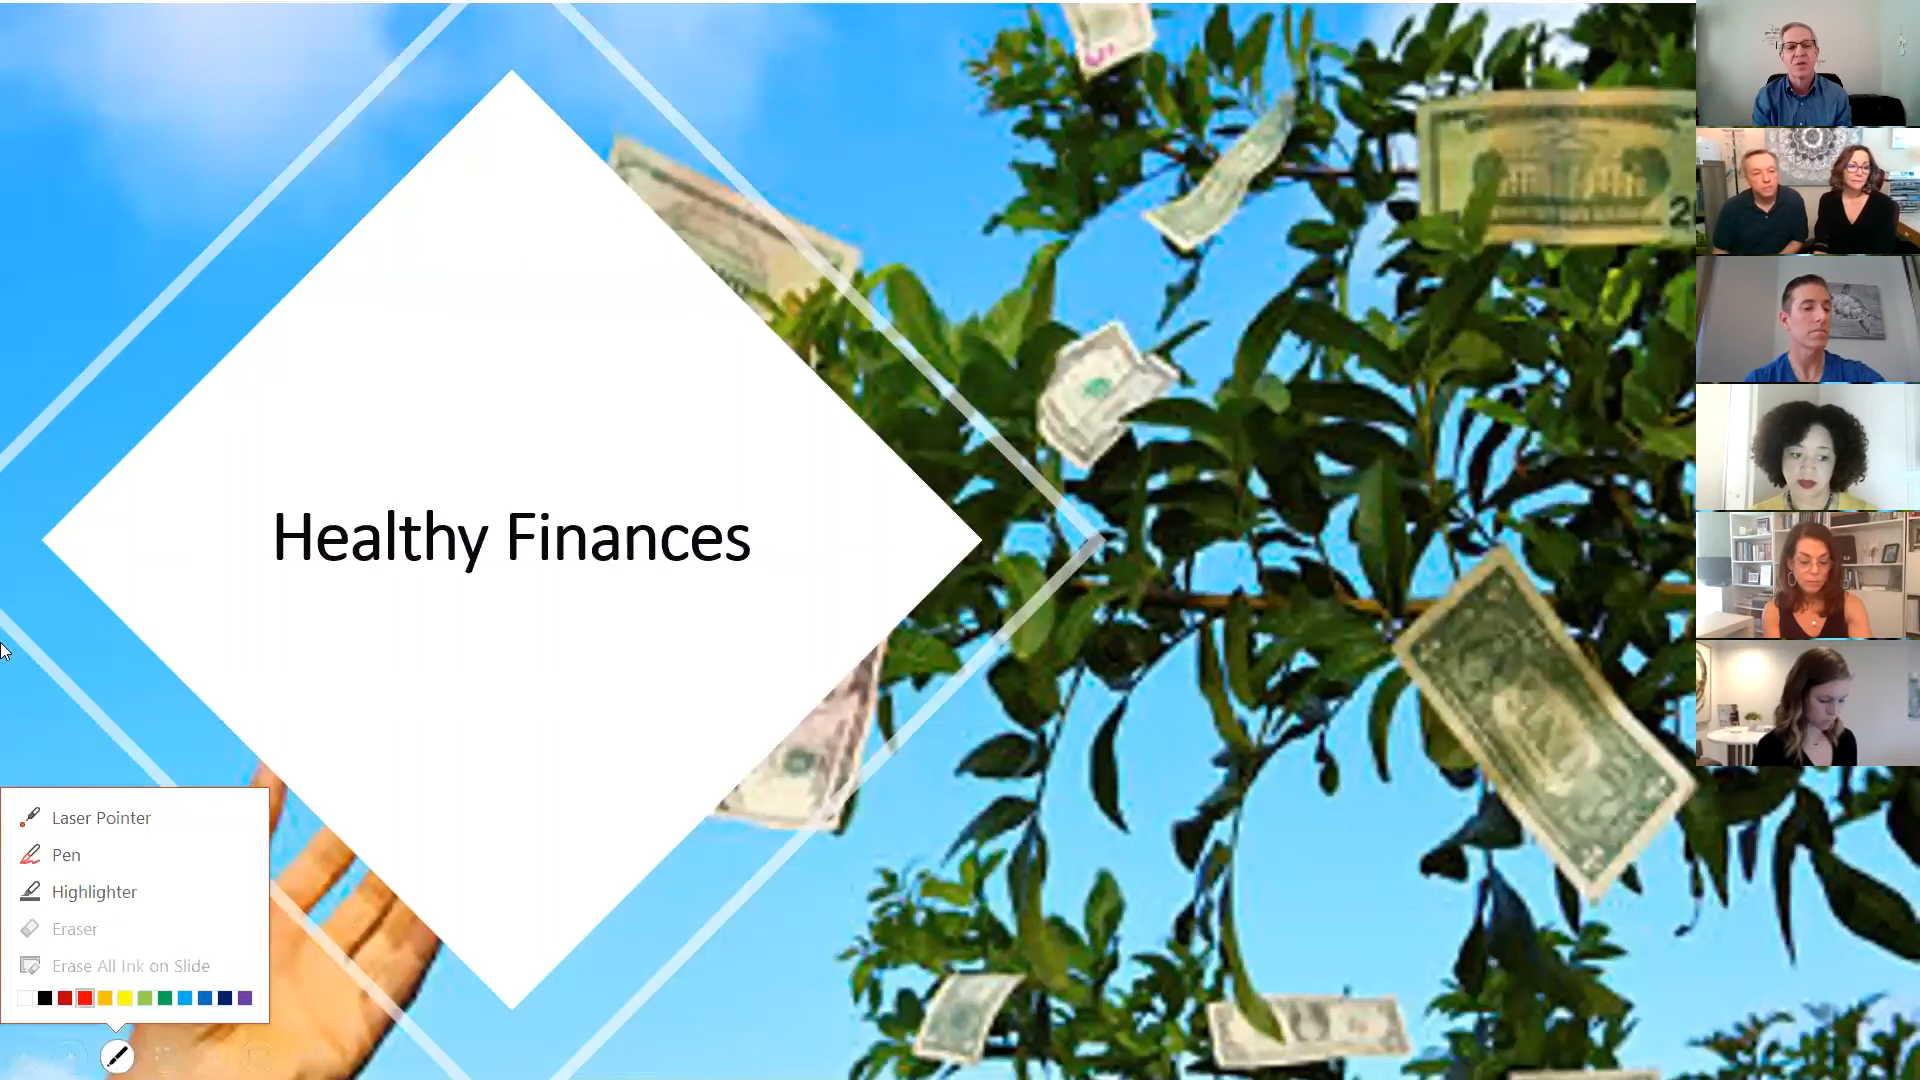 Healthy Finances
Laser Pointer
Pen
Highlighter
Eraser
Erase All Ink on Slide